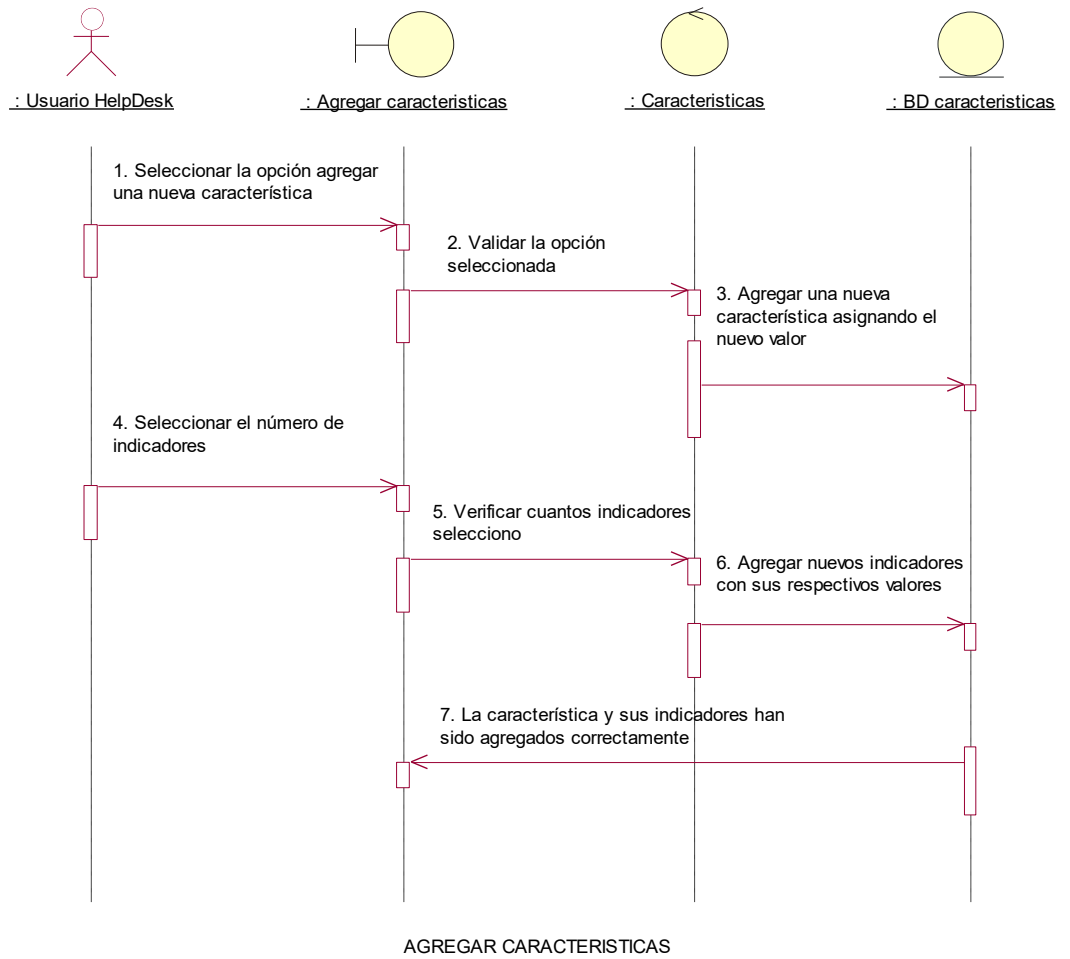 : Usuario HelpDesk
: Agregar caracteristicas
: Caracteristicas
: BD caracteristicas
1. Seleccionar la opción agregar
una nueva característica
2. Validar la opción
seleccionada
3. Agregar una nueva
característica asignando el
nuevo valor
4. Seleccionar el número de
indicadores
5. Verificar cuantos indicadores
selecciono
6. Agregar nuevos indicadores
con sus respectivos valores
7. La característica y sus indicadores han
sido agregados correctamente
AGREGAR CARACTERISTICAS